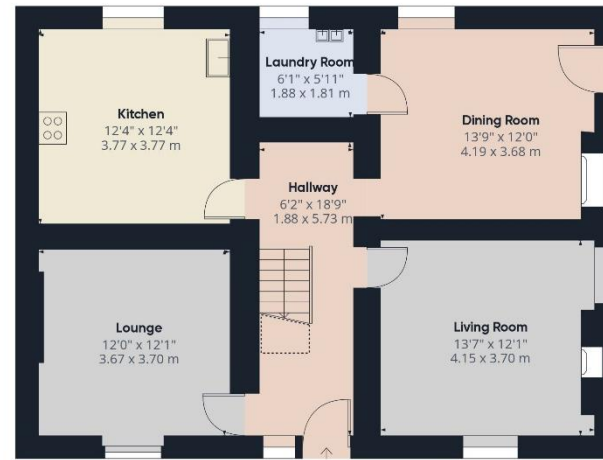 Kitchen
12'4" x 12'4"
3.77 x 3.77 m
Laundry Room
6'1" x 5'11"
1.88 x 1.81 m
Dining Room
13'9" x 12'0"
4.19 x 3.68 m
Hallway
6'2" x 18'9"
1.88 x 5.73 m
Lounge
12'0" x 12'1"
3.67 x 3.70 m
Living Room
13'7" x 12'1"
4.15 x 3.70 m